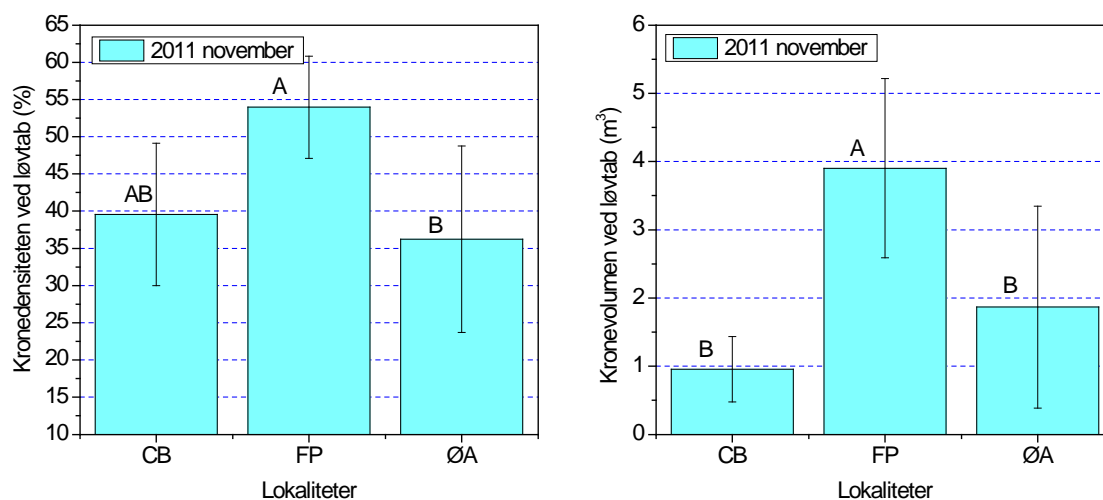 Kronedensiteten ved løvtab (%)
65
60
55
50
45
40
35
30
25
20
15
10
2011 november
AB
A
B
CB
FP
ØA
Lokaliteter
Kronevolumen ved løvtab (m³)
6
5
4
3
2
1
0
2011 november
B
A
B
CB
FP
ØA
Lokaliteter